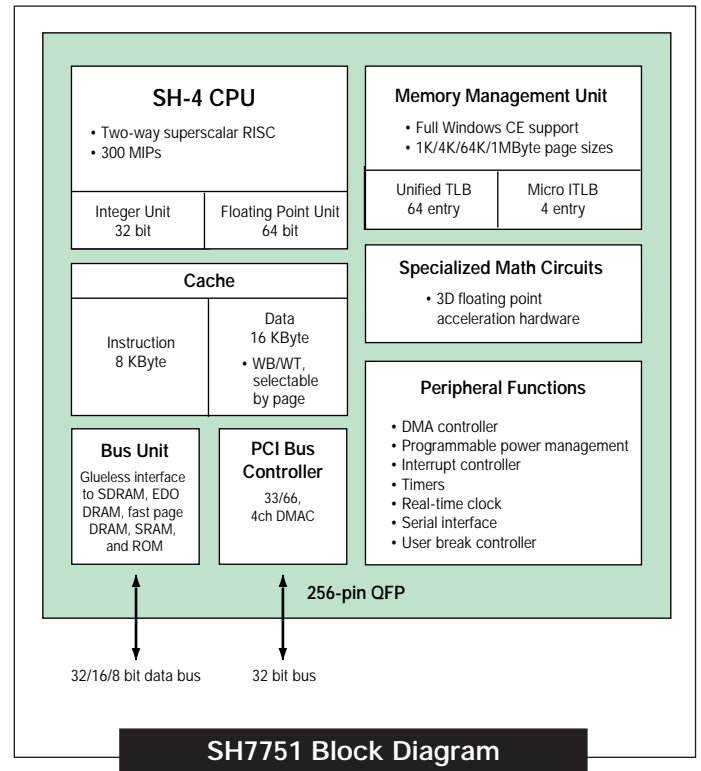 SH-4 CPU
• Two-way superscalar RISC
• 300 MIPs
Integer Unit
32 bit
Floating Point Unit
64 bit
Memory Management Unit
• Full Windows CE support
• 1K/4K/64K/1MByte page sizes
Unified TLB
64 entry
Micro ITLB
4 entry
Cache
Instruction
8 KByte
Data
16 KByte
• WB/WT,
selectable
by page
Specialized Math Circuits
• 3D floating point
acceleration hardware
Bus Unit
Glueless interface
to SDRAM, EDO
DRAM, fast page
DRAM, SRAM,
and ROM
PCI Bus
Controller
33/66,
4ch DMAC
Peripheral Functions
• DMA controller
• Programmable power management
• Interrupt controller
• Timers
• Real-time clock
• Serial interface
• User break controller
256-pin QFP
32/16/8 bit data bus
32 bit bus
SH7751 Block Diagram